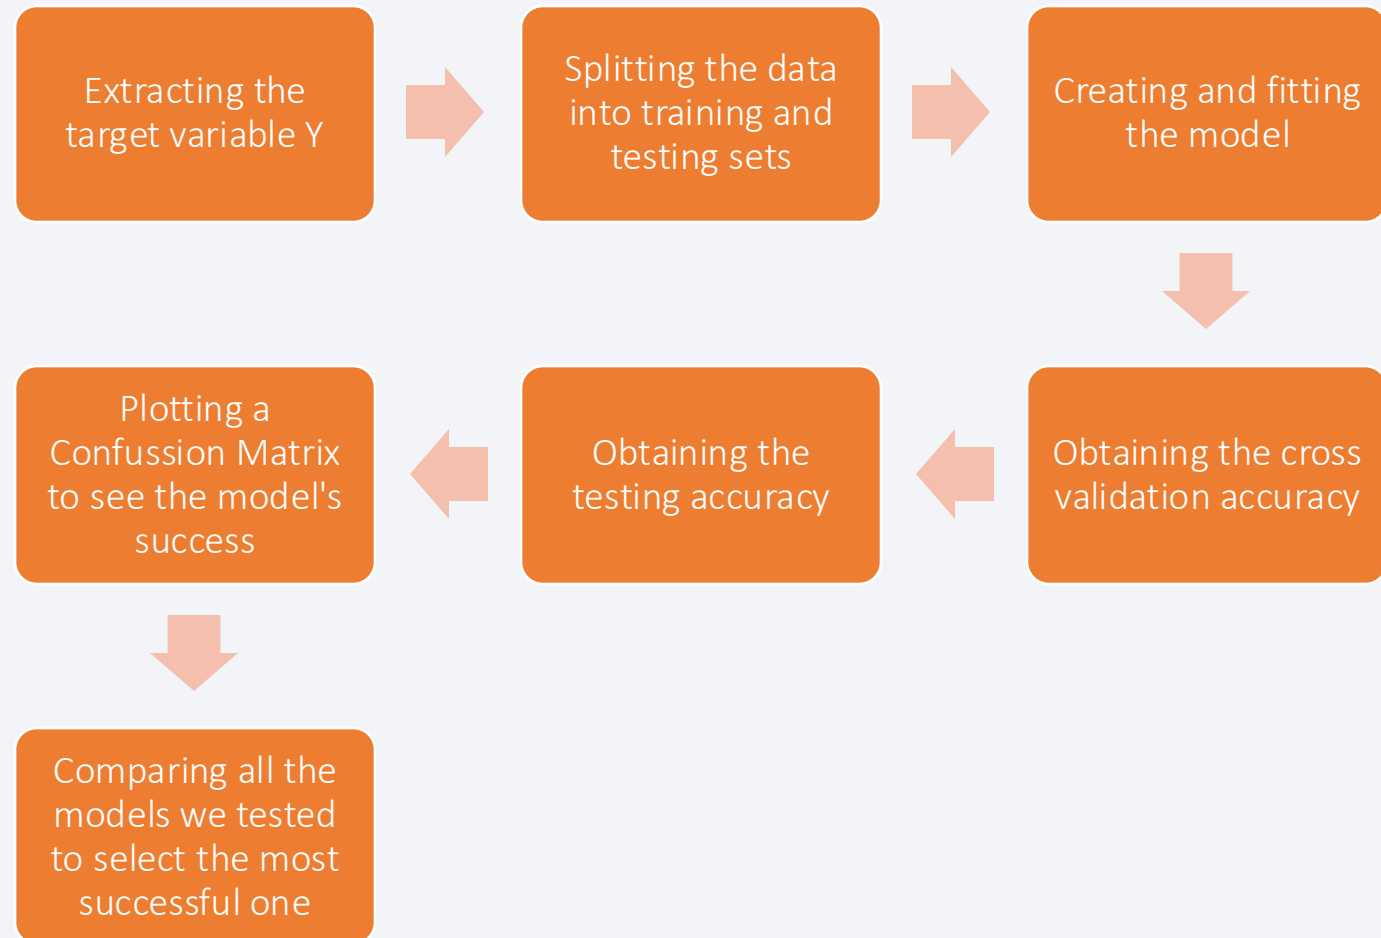 Extracting the
target variable Y
Splitting the data
into training and
testing sets
Creating and fitting
the model
Obtaining the cross
validation accuracy
Obtaining the
testing accuracy
Plotting a
Confussion Matrix
to see the model's
success
Comparing all the
models we tested
to select the most
successful one